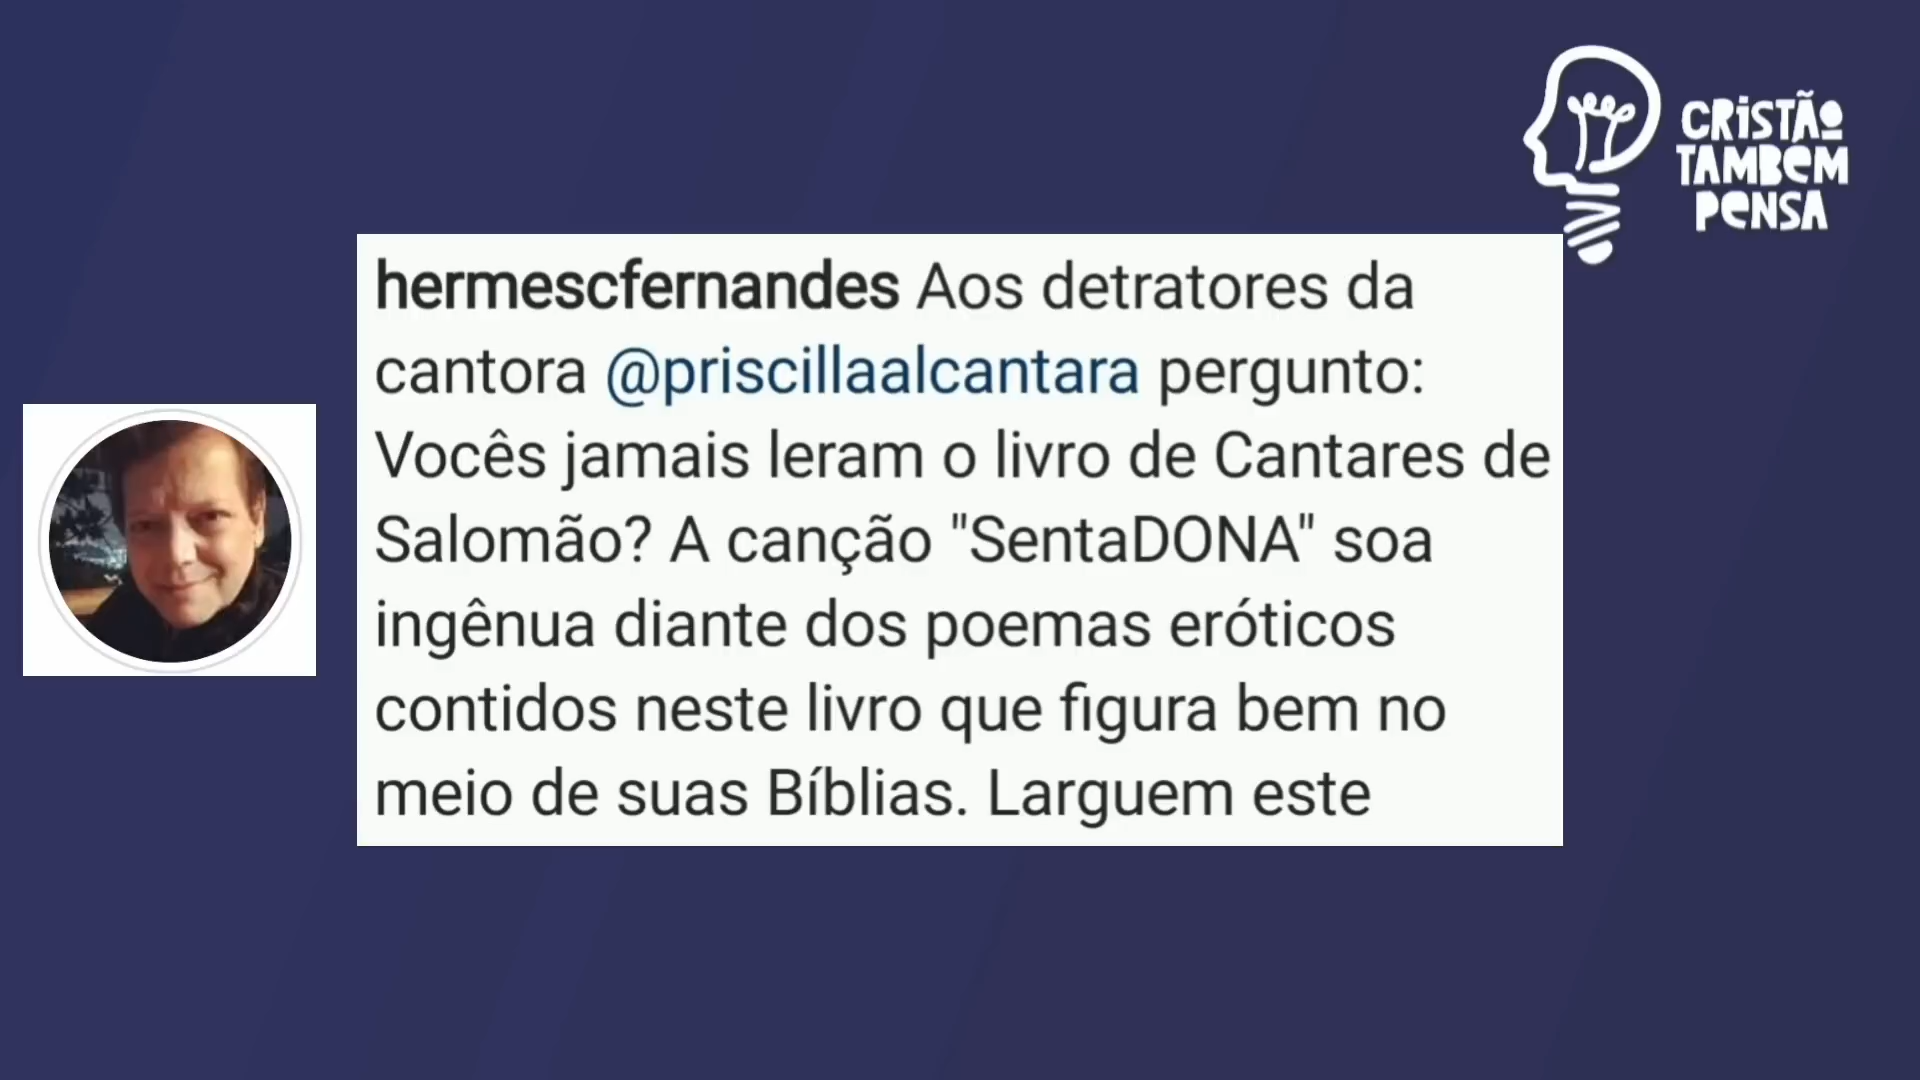 CRISTÃO
TAMBÉM
PENSA
hermescfernandes Aos detratores da
cantora @priscillaalcantara pergunto:
Vocês jamais leram o livro de Cantares de
Salomão? A canção "SentaDONA" soa
ingênua diante dos poemas eróticos
contidos neste livro que figura bem no
meio de suas Bíblias. Larguem este